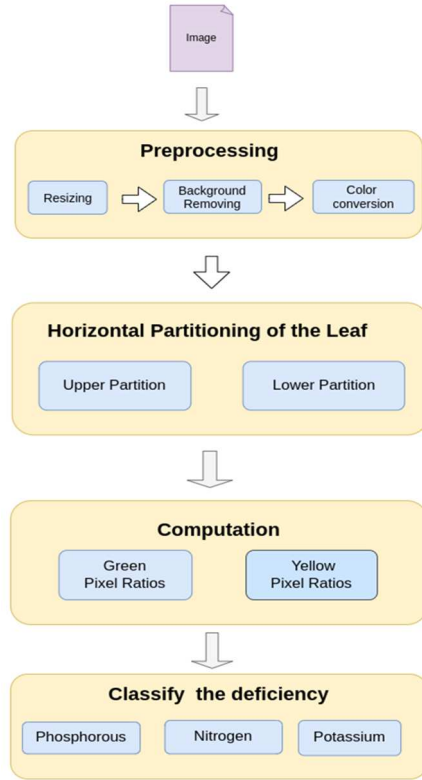 Image
Preprocessing
Resizing
Background
Removing
Color
conversion
Horizontal Partitioning of the Leaf
Upper Partition
Lower Partition
Computation
Green
Pixel Ratios
Yellow
Pixel Ratios
Classify the deficiency
Phosphorous
Nitrogen
Potassium